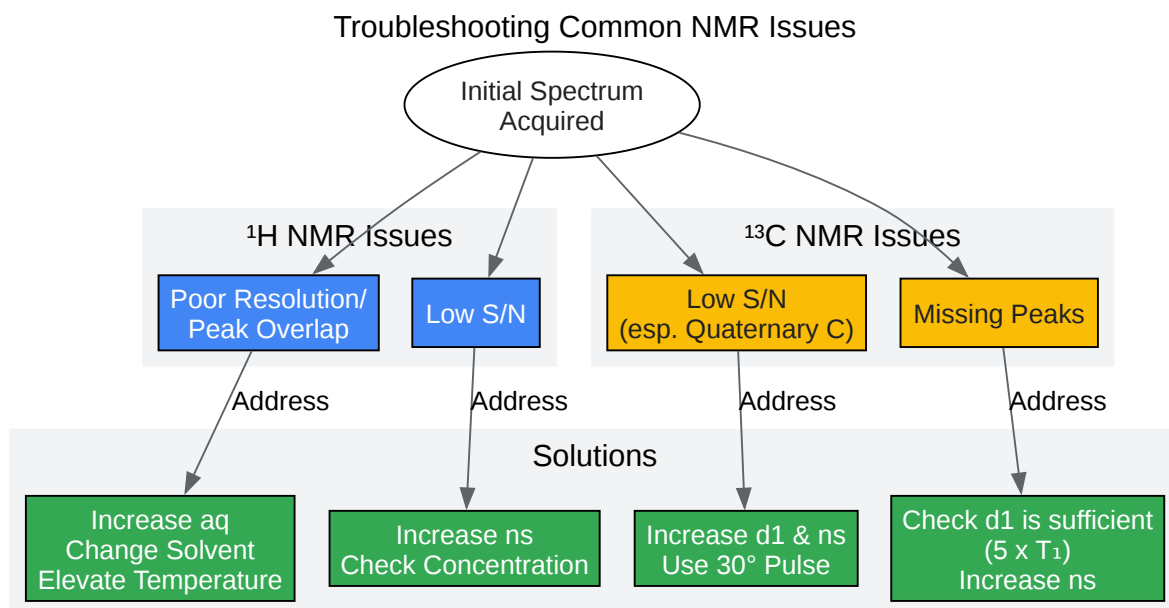 Troubleshooting Common NMR Issues
Initial Spectrum
Acquired
¹H NMR Issues
¹³C NMR Issues
Poor Resolution/
Peak Overlap
Low S/N
Low S/N
(esp. Quaternary C)
Missing Peaks
Address
Address
Address
Address
Solutions
Increase aq
Change Solvent
Elevate Temperature
Increase ns
Check Concentration
Increase d1 & ns
Use 30° Pulse
Check d1 is sufficient
(5 x T₁)
Increase ns